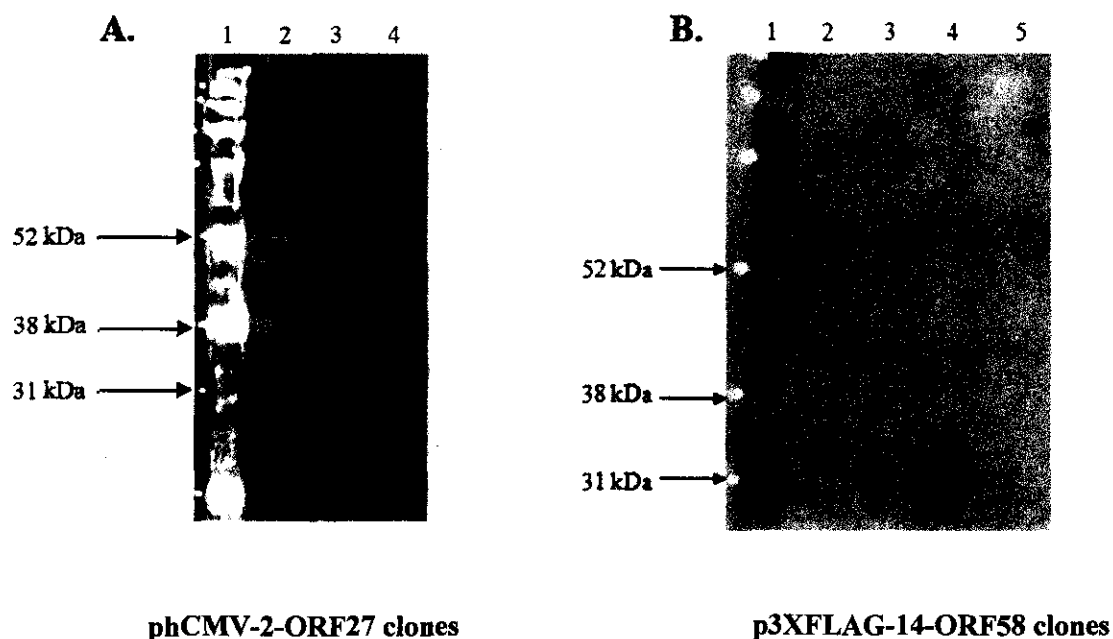 A.
1 2 3 4
52 kDa
38 kDa
31 kDa
phCMV-2-ORF27 clones
B.
1 2 3 4 5
52 kDa
38 kDa
31 kDa
p3XFLAG-14-ORF58 clones